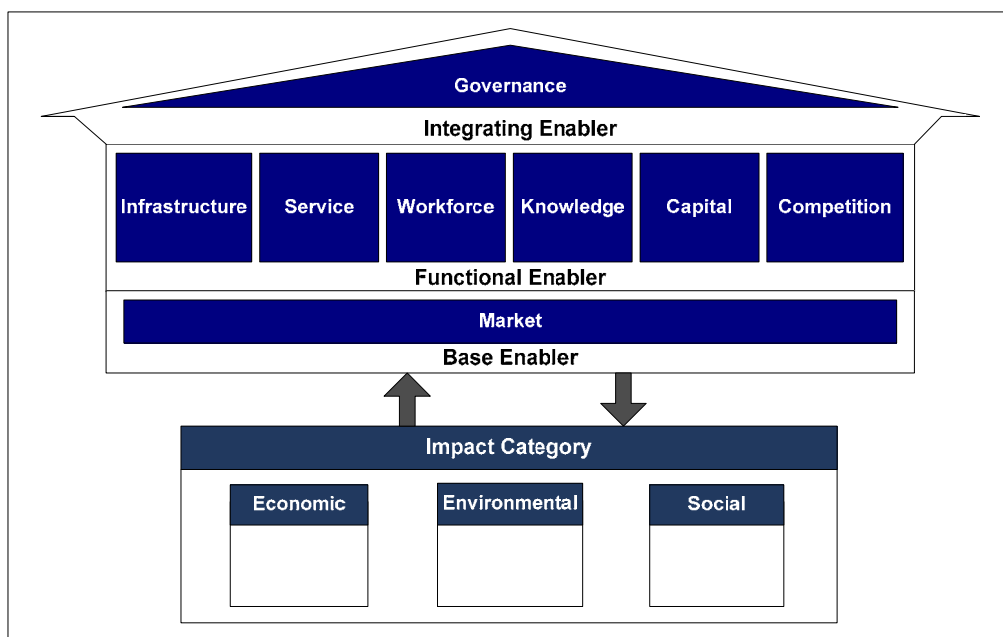 Governance
Integrating Enabler
Infrastructure Service Workforce Knowledge Capital Competition
Functional Enabler
Market
Base Enabler
Impact Category
Economic Environmental Social